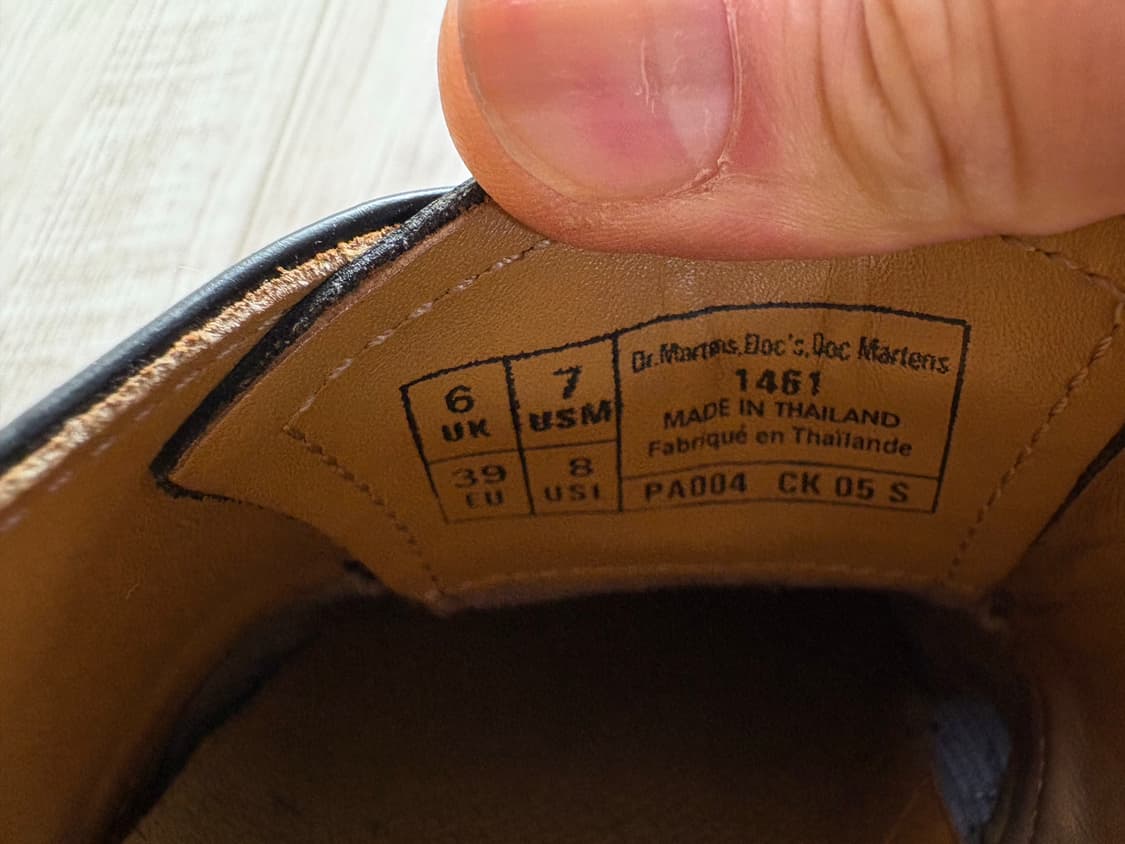 6
UK
7
USM
39
EU
8
USL
Dr.Martens,Doc's,Doc Martens
1461
MADE IN THAILAND
Fabriqué en Thaïlande
PA004 CK 05 S